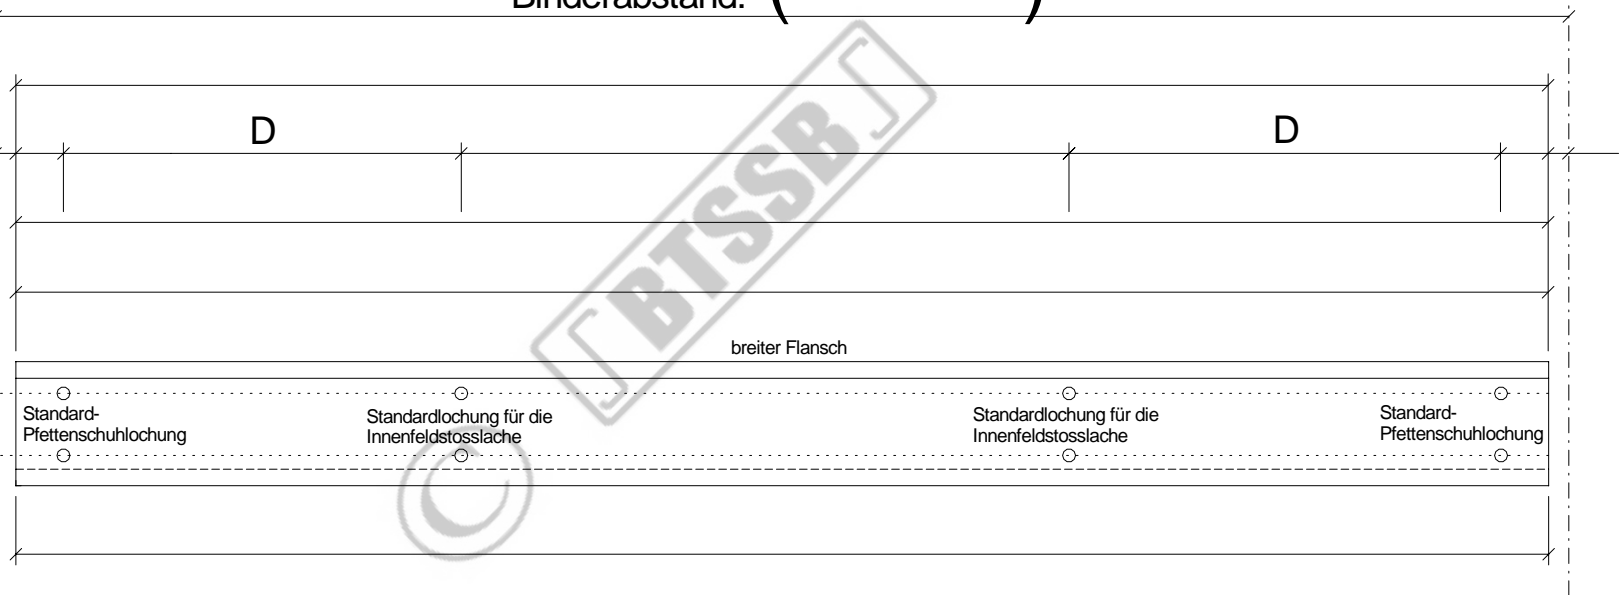 Binderabstand: ( )
D
D
BTSSB
breiter Flansch
Standard-
Pfettenschuhlochung
Standardlochung für die
Innenfeldstosslache
Standardlochung für die
Innenfeldstosslache
Standard-
Pfettenschuhlochung
©